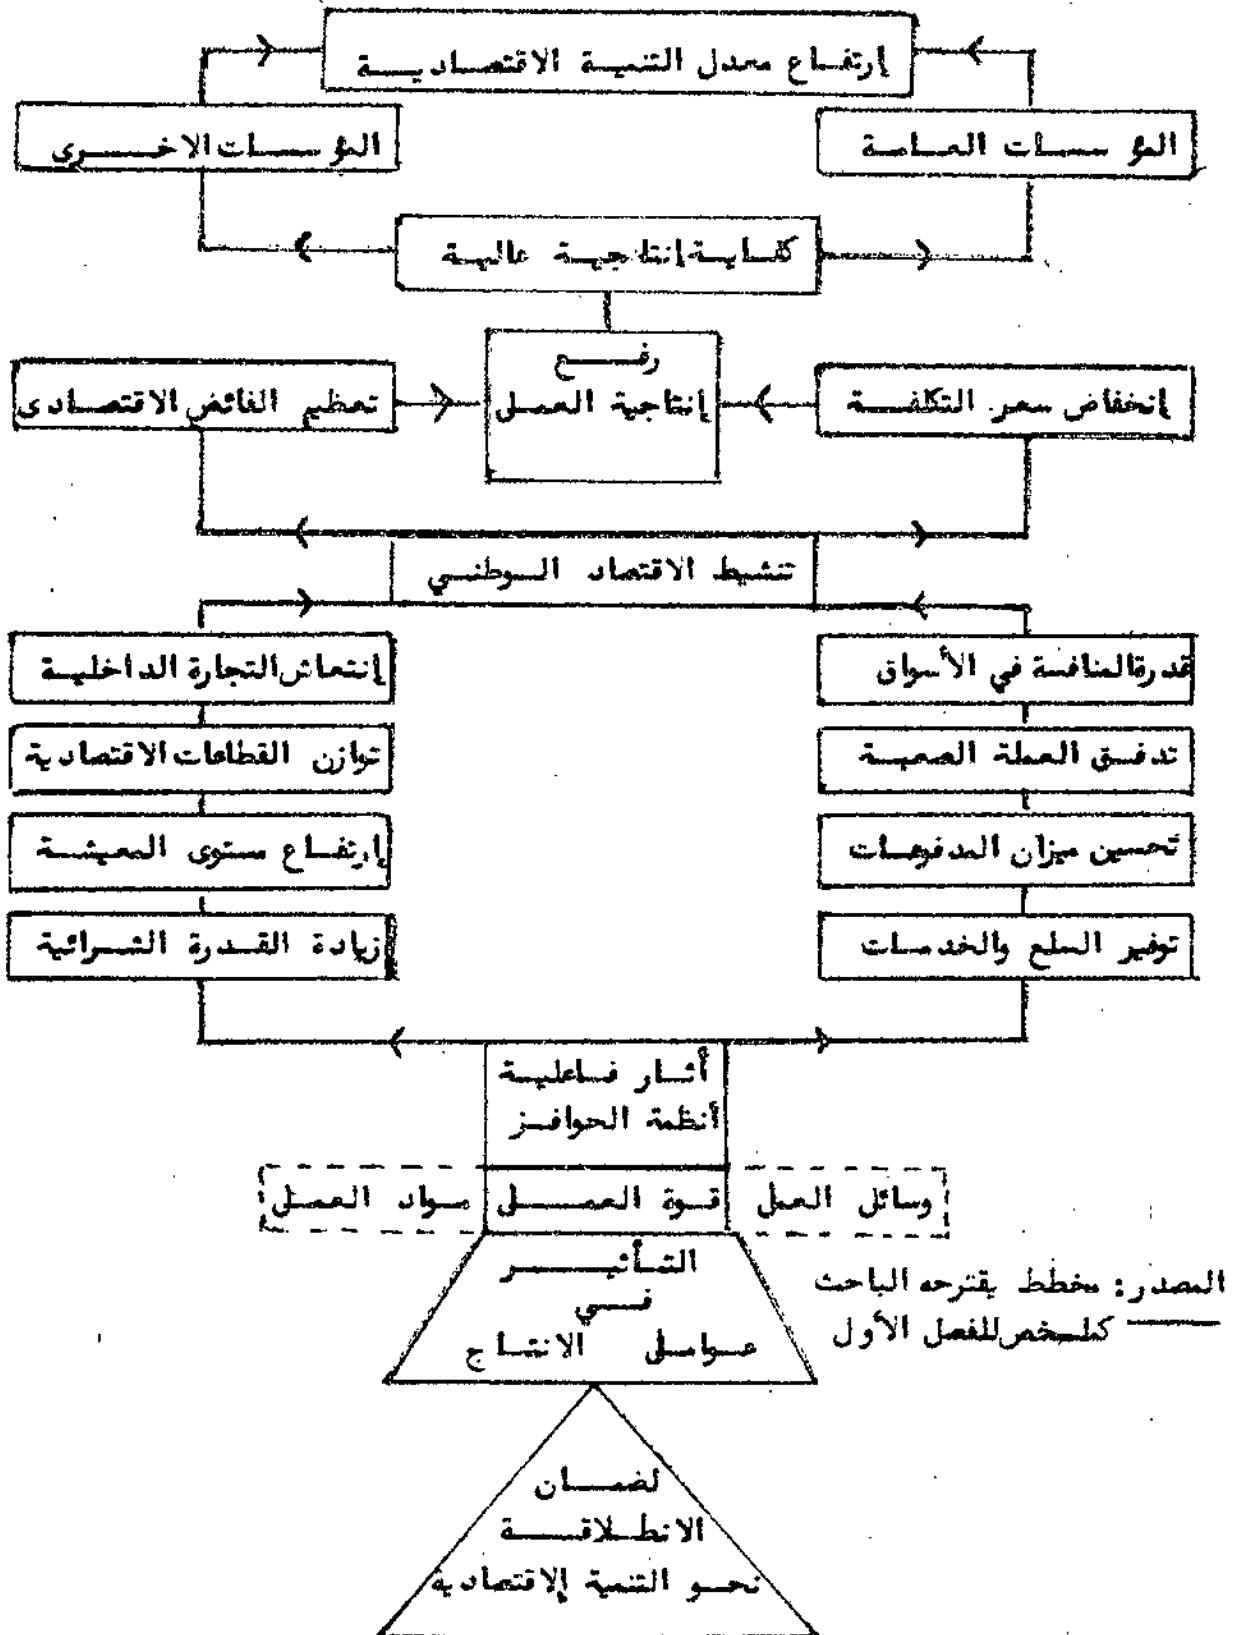 إرتفاع معدل التنمية الاقتصادية
المؤسسات العامة
المؤسسات الاخرى
كفاية إنتاجية عالية
رفع
إنتاجية العمل
إنخفاض سعر التكلفة
تعظيم الفائض الاقتصادى
تنشيط الاقتصاد الوطني
قدرة المنافسة في الأسواق
إنتعاش التجارة الداخلية
تدفق العملة الصعبة
توازن القطاعات الاقتصادية
تحسين ميزان المدفوعات
إرتفاع مستوى المعيشة
توفير السلع والخدمات
زيادة القدرة الشرائية
أثار فاعلية
أنظمة الحوافز
وسائل العمل
قوة العمل
مواد العمل
التأثير
في
عوامل الانتاج
المصدر: مخطط يقترحه الباحث
كملخص للفصل الأول
لضمان
الانطلاقة
نحو التنمية الإقتصادية